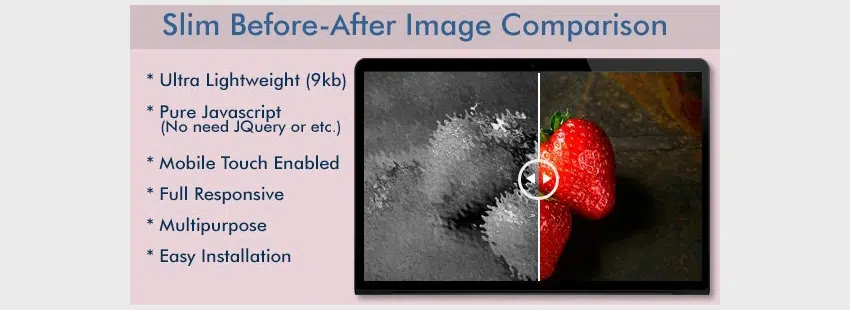 Slim Before-After Image Comparison
* Ultra Lightweight (9kb)
* Pure Javascript
(No need JQuery or etc.)
* Mobile Touch Enabled
* Full Responsive
* Multipurpose
* Easy Installation